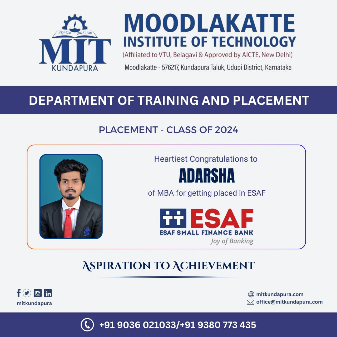 MOODLAKATTE
INSTITUTE OF TECHNOLOGY
(Affiliated to VTU, Belagavi & Approved by AICTE, New Delhi)
Moodlakatte - 576217, Kundapura Taluk, Udupi District, Karnataka
MIT
KUNDAPURA
DEPARTMENT OF TRAINING AND PLACEMENT
PLACEMENT - CLASS OF 2024
Heartiest Congratulations to
ADARSHA
of MBA for getting placed in ESAF
ESAF
ESAF SMALL FINANCE BANK
Joy of Banking
ASPIRATION TO ACHIEVEMENT
mitkundapura
mitkundapura.com
office@mitkundapura.com
+91 9036 021033/+91 9380 773 435